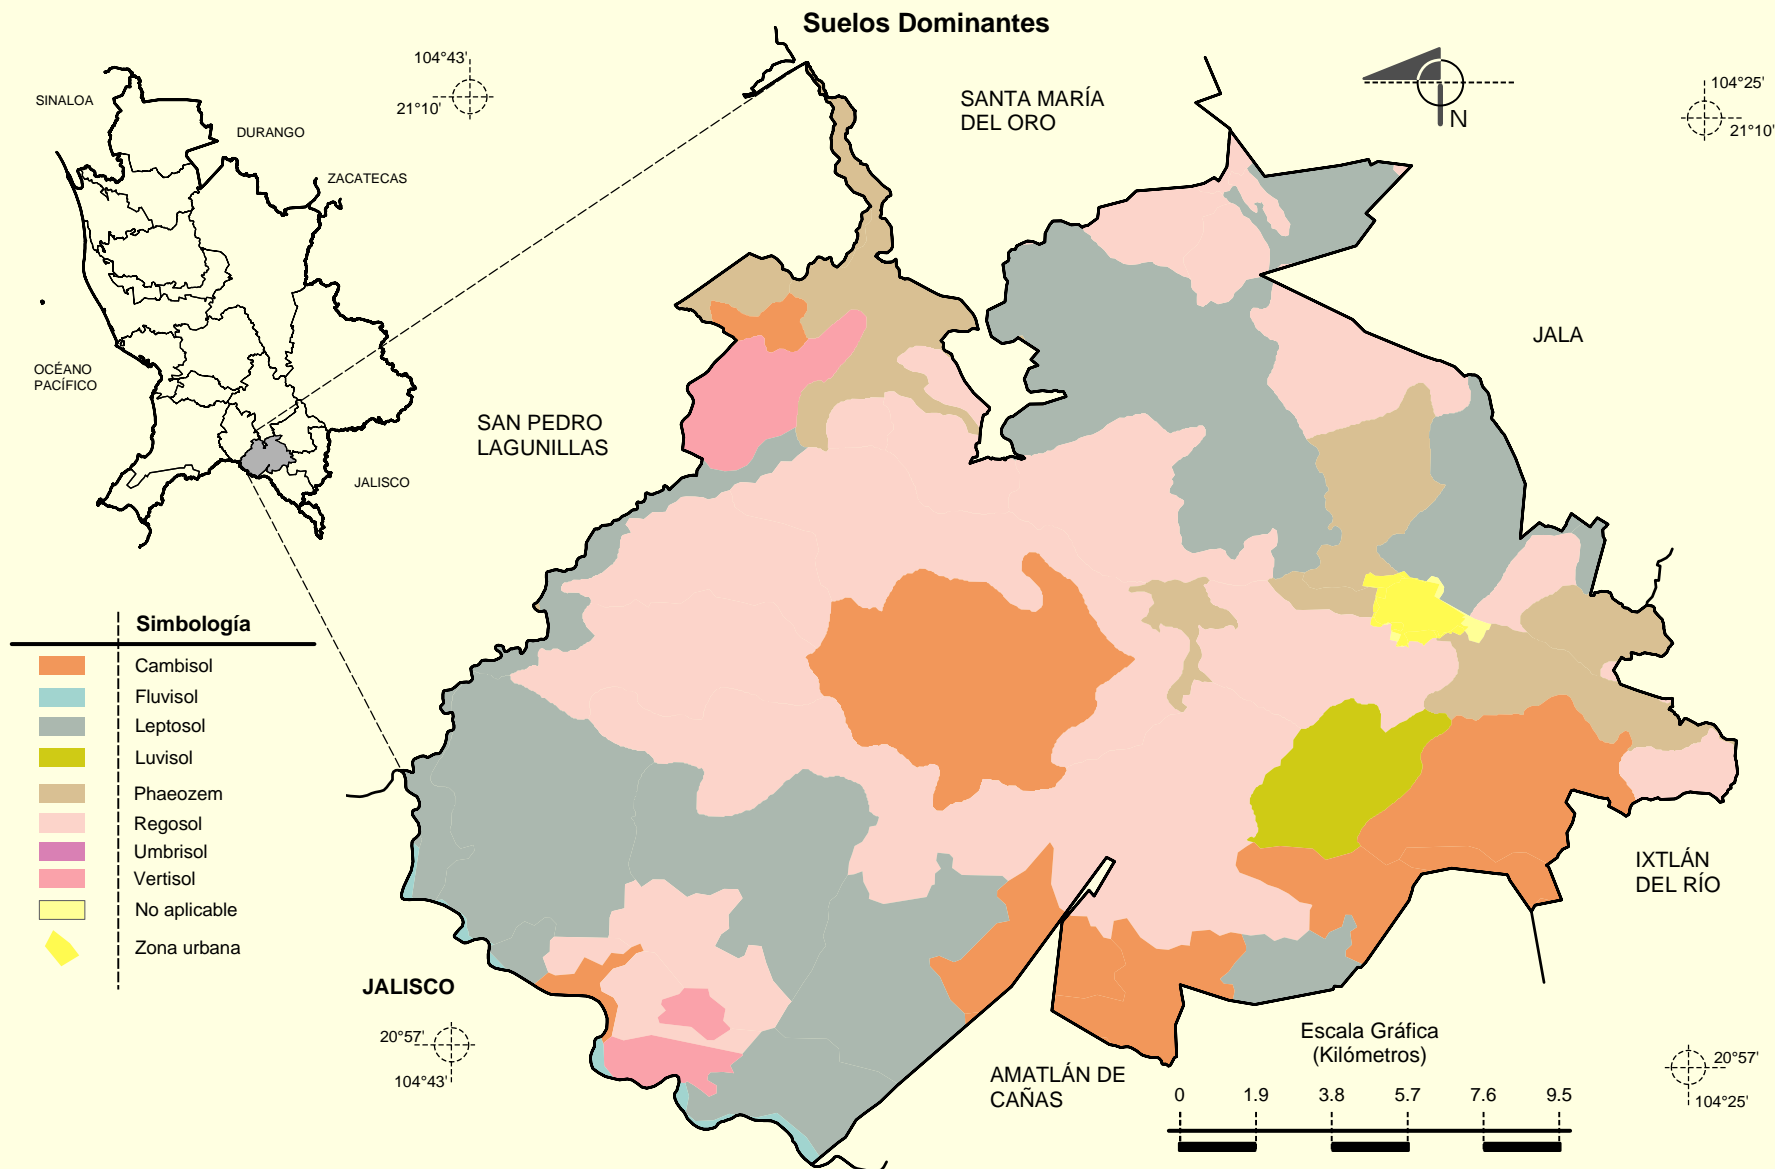 Suelos Dominantes
104°43'
21°10'
SINALOA
DURANGO
ZACATECAS
OCÉANO
PACÍFICO
JALISCO
SANTA MARÍA
DEL ORO
N
104°25'
21°10'
JALA
SAN PEDRO
LAGUNILLAS
Simbología
Cambisol
Fluvisol
Leptosol
Luvisol
Phaeozem
Regosol
Umbrisol
Vertisol
No aplicable
Zona urbana
IXTLÁN
DEL RÍO
JALISCO
20°57'
104°43'
AMATLÁN DE
CAÑAS
Escala Gráfica
(Kilómetros)
0 1.9 3.8 5.7 7.6 9.5
20°57'
104°25'